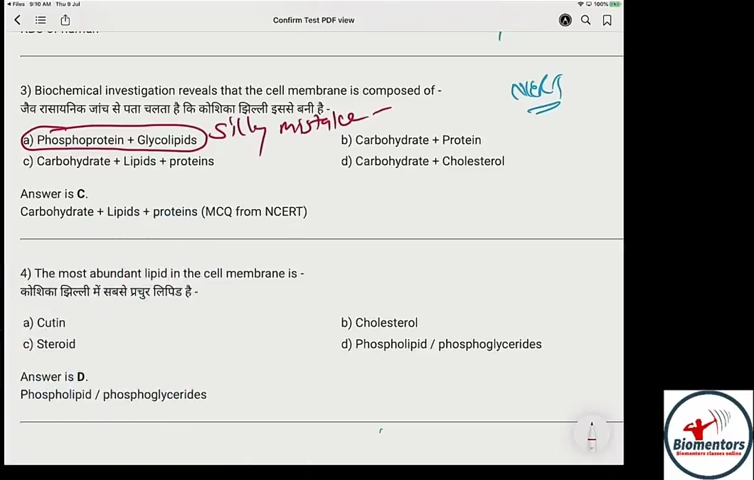 Files 9:10 AM Thu 9 Jul
100%
Confirm Test PDF view
NCERT
3) Biochemical investigation reveals that the cell membrane is composed of -
जैव रासायनिक जांच से पता चलता है कि कोशिका झिल्ली इससे बनी है -
Silly mistake -
a) Phosphoprotein + Glycolipids
b) Carbohydrate + Protein
c) Carbohydrate + Lipids + proteins
d) Carbohydrate + Cholesterol
Answer is C.
Carbohydrate + Lipids + proteins (MCQ from NCERT)
4) The most abundant lipid in the cell membrane is -
कोशिका झिल्ली में सबसे प्रचुर लिपिड है -
a) Cutin
b) Cholesterol
c) Steroid
d) Phospholipid / phosphoglycerides
Answer is D.
Phospholipid / phosphoglycerides
Biomentors
Biomentors classes online